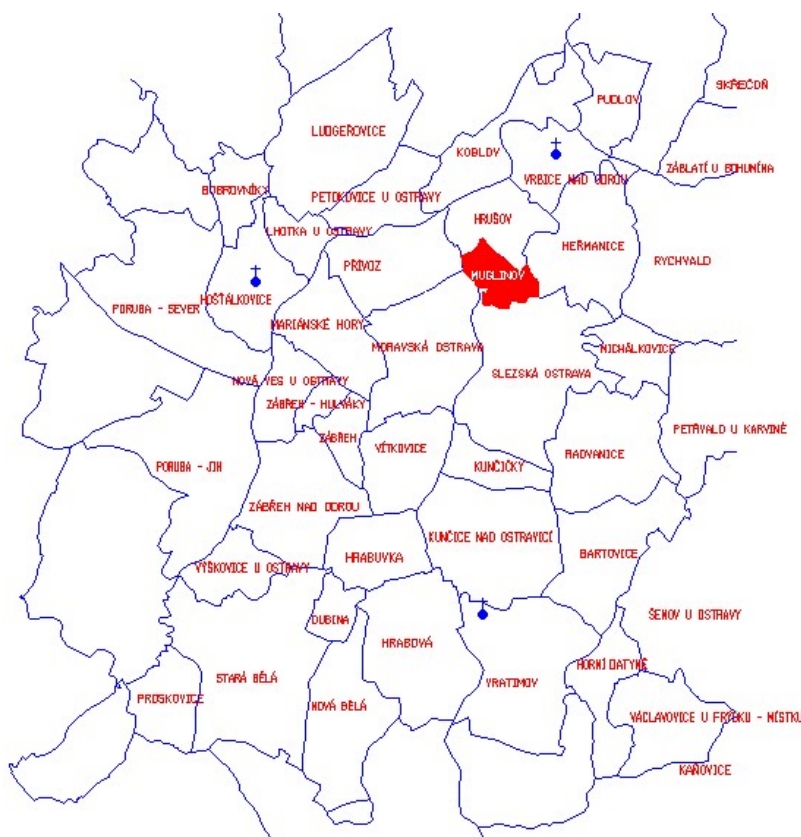 SKŘEČOŇ
PUDLOV
LUDGEŘOVICE
KOBLOV
ZÁBLATÍ U BOHUMÍNA
VRBICE NAD ODROU
BOBROVNÍKY
PETŘKOVICE U OSTRAVY
HRUŠOV
LHOTKA U OSTRAVY
HEŘMANICE
RYCHVALD
PŘÍVOZ
MUGLINOV
HOŠŤÁLKOVICE
PORUBA - SEVER
MARIÁNSKÉ HORY
MORAVSKÁ OSTRAVA
MICHÁLKOVICE
SLEZSKÁ OSTRAVA
NOVÁ VES U OSTRAVY
ZÁBŘEH - HULVÁKY
PETŘVALD U KARVINÉ
ZÁBŘEH
VÍTKOVICE
RADVANICE
PORUBA - JIH
KUNČIČKY
ZÁBŘEH NAD ODROU
KUNČICE NAD OSTRAVICÍ
BARTOVICE
HRABŮVKA
VÝŠKOVICE U OSTRAVY
ŠENOV U OSTRAVY
DUBINA
HRABOVÁ
HORNÍ DATYNĚ
STARÁ BĚLÁ
VRATIMOV
PROSKOVICE
NOVÁ BĚLÁ
VÁCLAVOVICE U FRÝDKU - MÍSTKU
KAŇOVICE